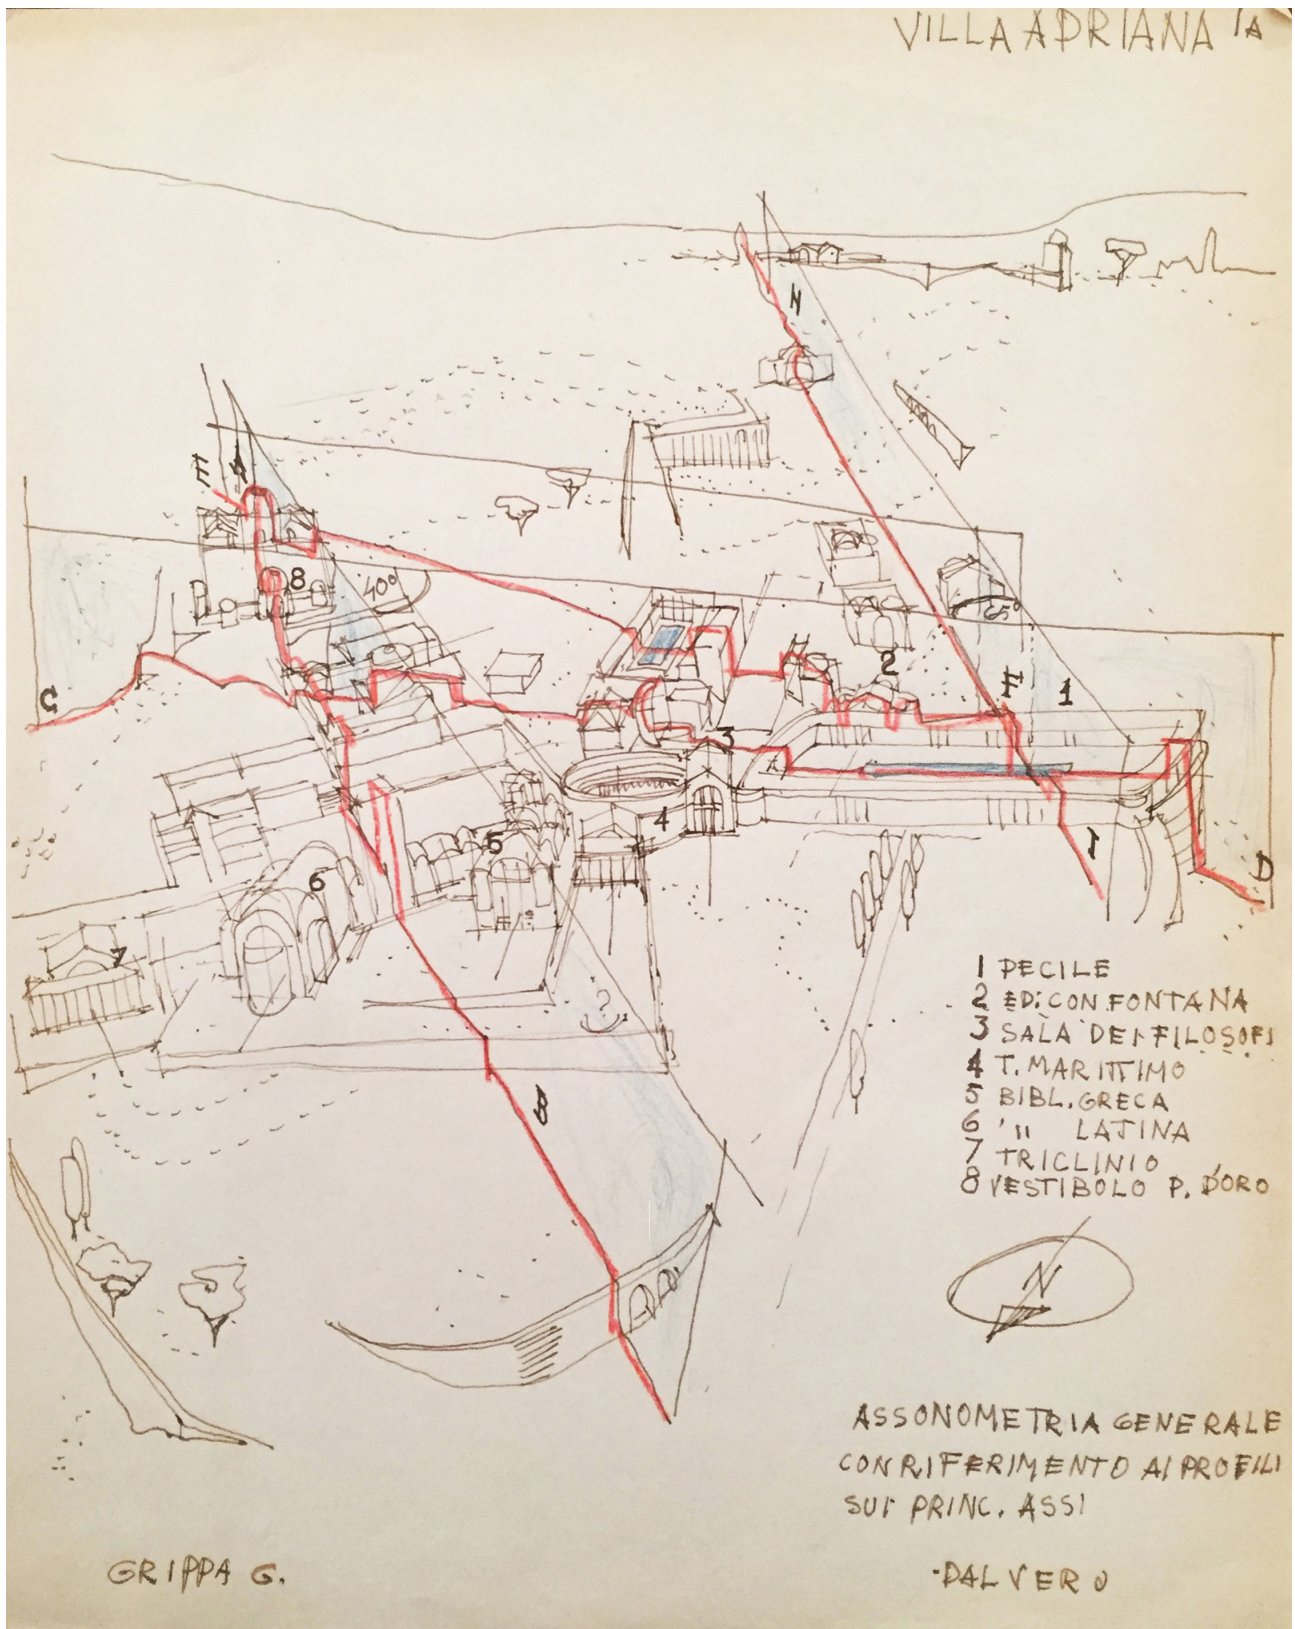 VILLA ADRIANA 1A
N
E A
8
40°
65°
C
2
F
1
3
4
5
I
D
6
7
?
B
1 PECILE
2 ED: CON FONTANA
3 SALA DEI FILOSOFI
4 T. MARITTIMO
5 BIBL. GRECA
6 " LATINA
7 TRICLINIO
8 VESTIBOLO P. D'ORO
N
ASSONOMETRIA GENERALE
CON RIFERIMENTO AI PROFILI
SUI PRINC. ASSI
GRIPPA G.
DAL VERO